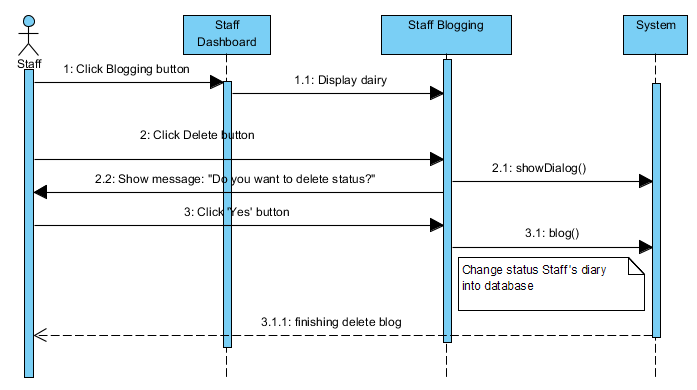 Staff
Dashboard
Staff Blogging
System
Staff
1: Click Blogging button
1.1: Display dairy
2: Click Delete button
2.1: showDialog()
2.2: Show message: "Do you want to delete status?"
3: Click 'Yes' button
3.1: blog()
Change status Staff's diary
into database
3.1.1: finishing delete blog